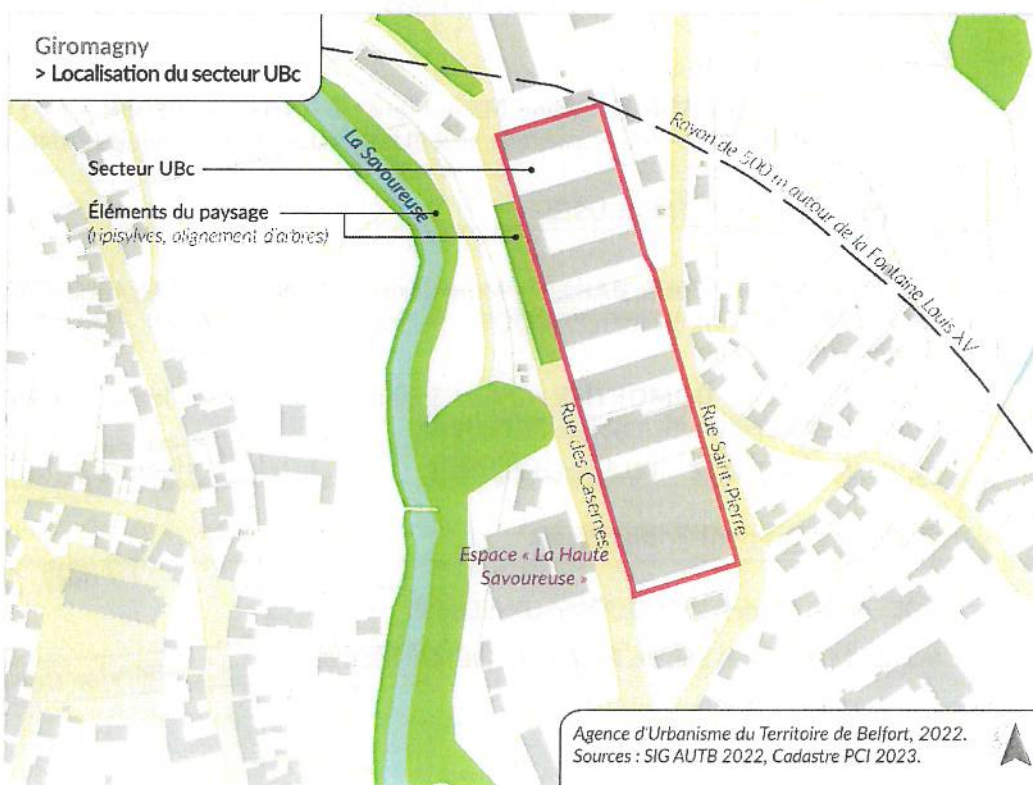 Giromagny
> Localisation du secteur UBc
La Savoureuse
Rayon de 500 m autour de la Fontaine Louis XV
Secteur UBc
Éléments du paysage
(ripisylves, alignement d'arbres)
Rue des Casernes
Rue Saint-Pierre
Espace « La Haute
Savoureuse »
Agence d'Urbanisme du Territoire de Belfort, 2022.
Sources : SIG AUTB 2022, Cadastre PCI 2023.